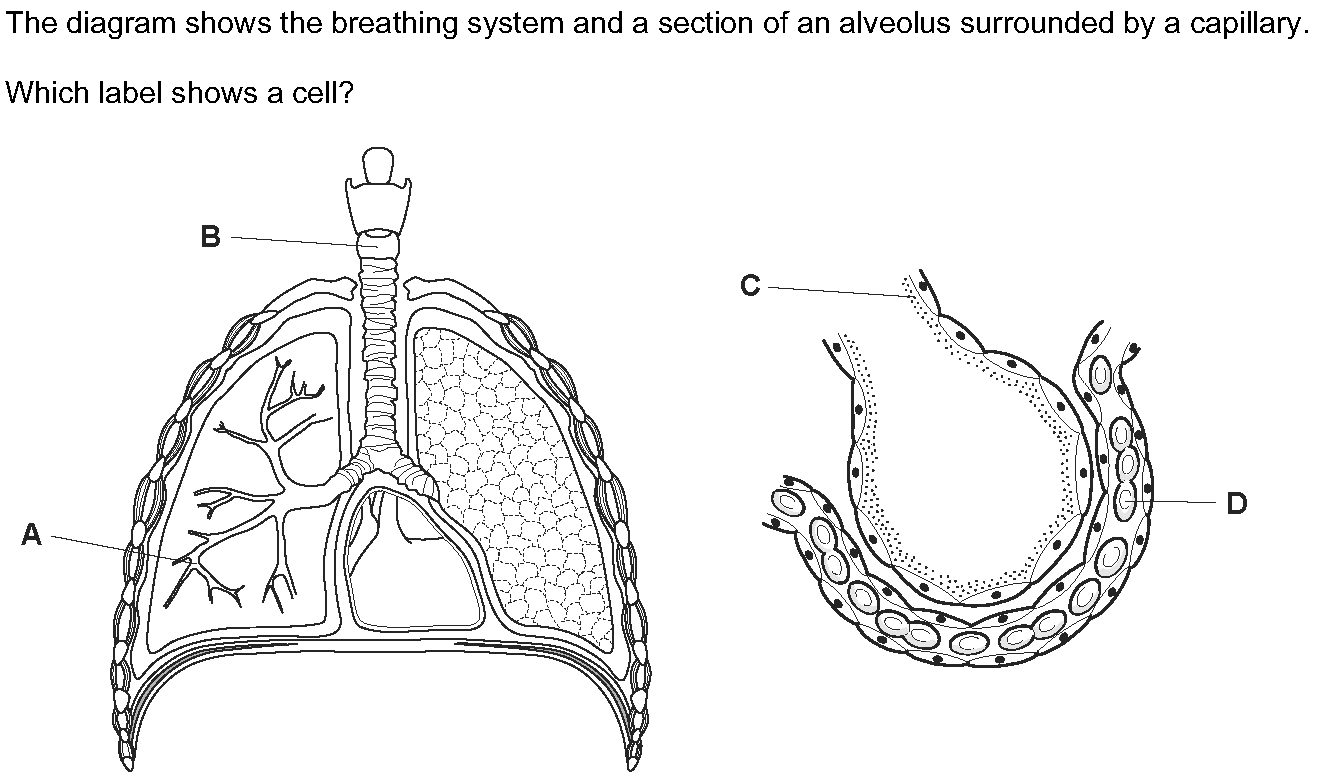 The diagram shows the breathing system and a section of an alveolus surrounded by a capillary.
Which label shows a cell?
B
C
D
A